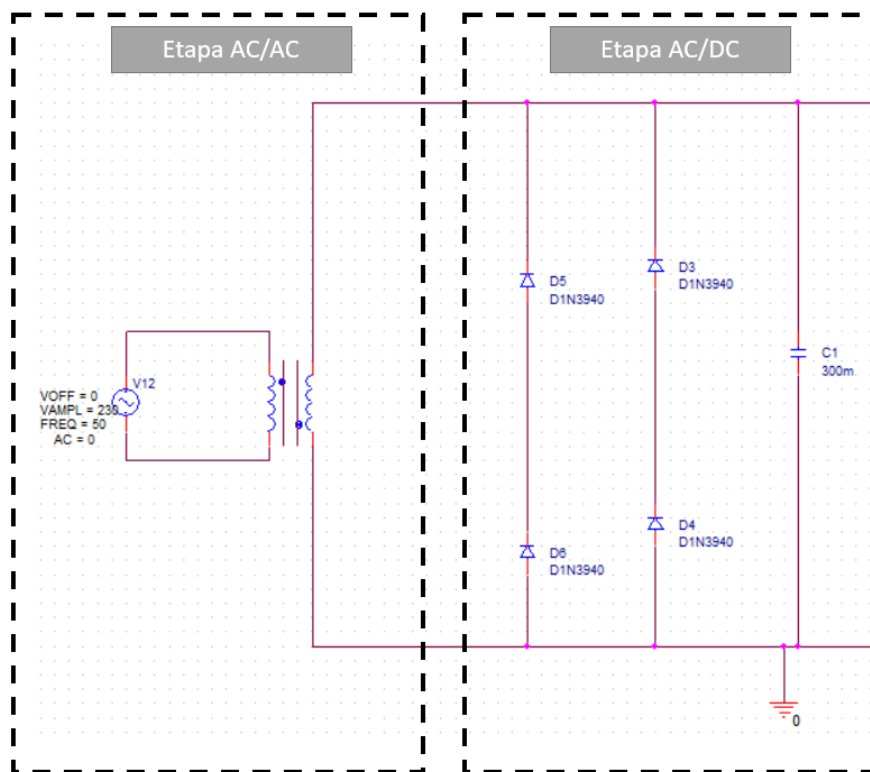 Etapa AC/AC
Etapa AC/DC
D5
D1N3940
D3
D1N3940
C1
300m
V12
VOFF = 0
VAMPL = 230
FREQ = 50
AC = 0
D6
D1N3940
D4
D1N3940
0